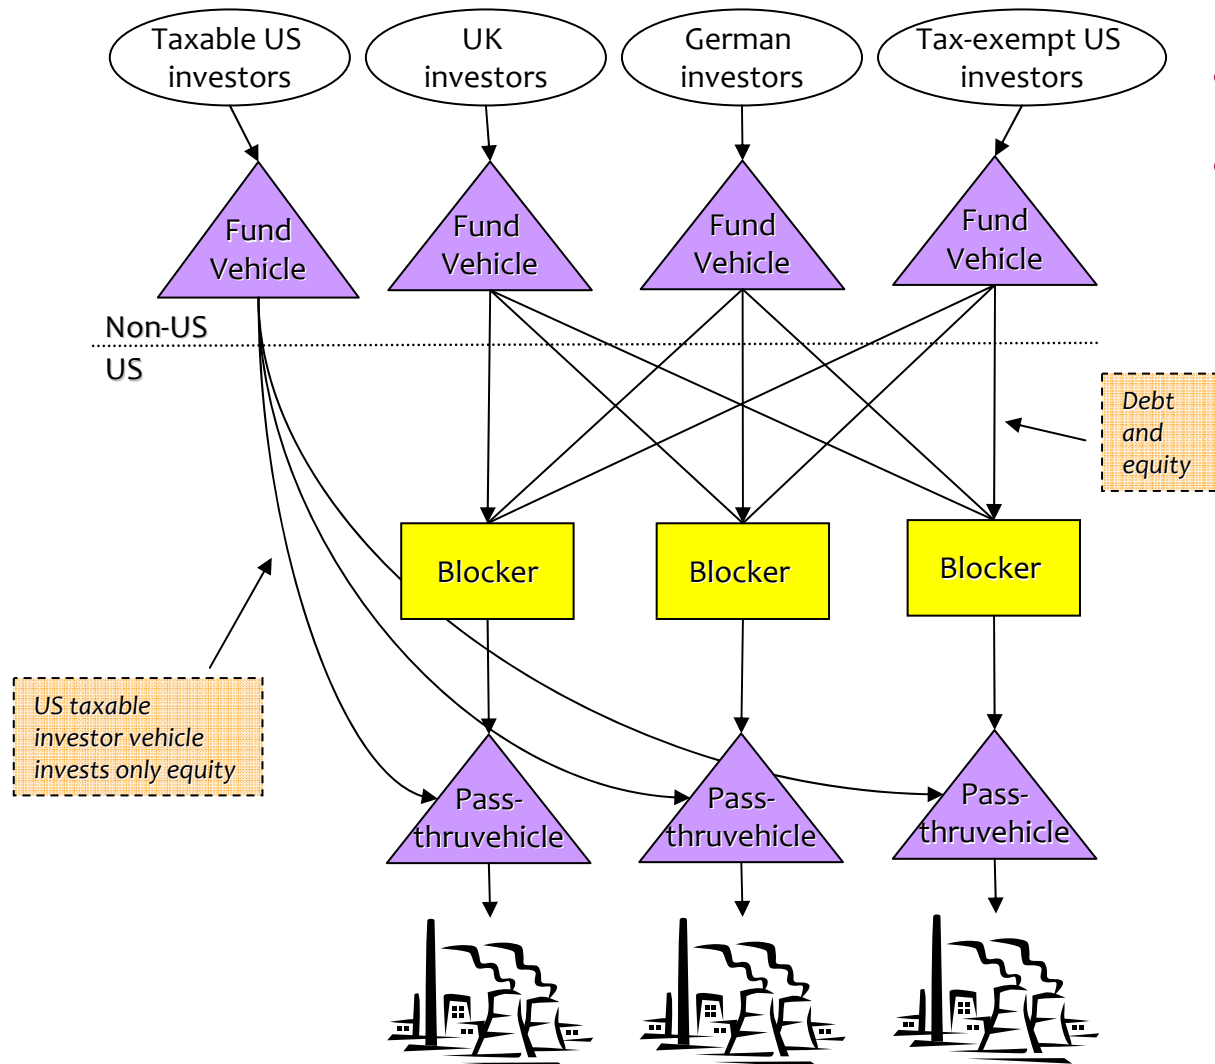 Taxable US
investors
UK
investors
German
investors
Tax-exempt US
investors
Fund
Vehicle
Fund
Vehicle
Fund
Vehicle
Fund
Vehicle
Non-US
US
Debt
and
equity
Blocker
Blocker
Blocker
US taxable
investor vehicle
invests only equity
Pass-
thruvehicle
Pass-
thruvehicle
Pass-
thruvehicle